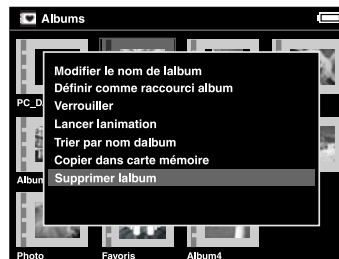 Albums
Modifier le nom de lalbum
Définir comme raccourci album
Verrouiller
Lancer lanimation
Trier par nom dalbum
Copier dans carte mémoire
Supprimer lalbum
PC_D
Album
Photo
Favoris
Album4